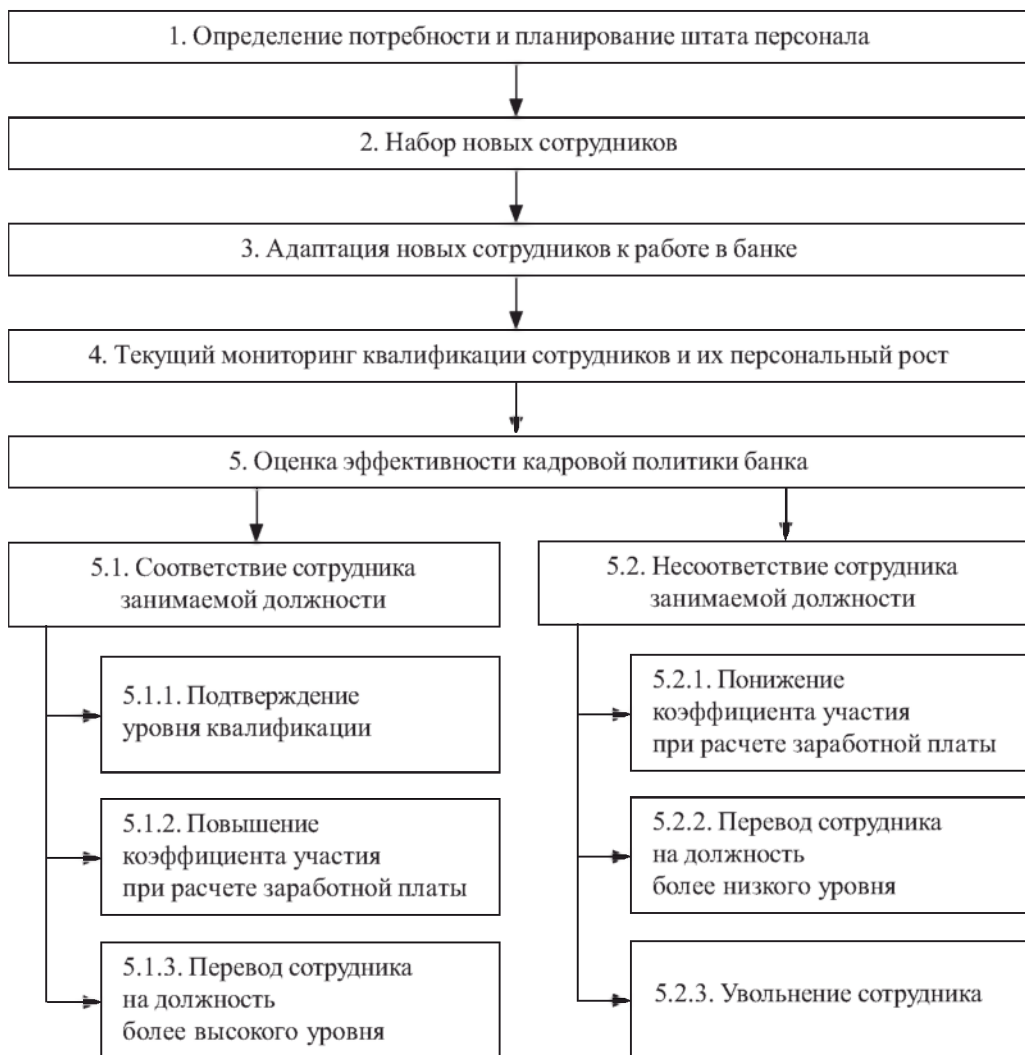 1. Определение потребности и планирование штата персонала
2. Набор новых сотрудников
3. Адаптация новых сотрудников к работе в банке
4. Текущий мониторинг квалификации сотрудников и их персональный рост
5. Оценка эффективности кадровой политики банка
5.1. Соответствие сотрудника
занимаемой должности
5.1.1. Подтверждение
уровня квалификации
5.1.2. Повышение
коэффициента участия
при расчете заработной платы
5.1.3. Перевод сотрудника
на должность
более высокого уровня
5.2. Несоответствие сотрудника
занимаемой должности
5.2.1. Понижение
коэффициента участия
при расчете заработной платы
5.2.2. Перевод сотрудника
на должность
более низкого уровня
5.2.3. Увольнение сотрудника